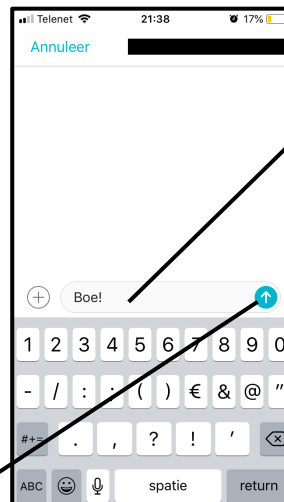 Telenet 21:38 17%
Annuleer
Boe!
1 2 3 4 5 6 7 8 9 0
- / : ; ( ) € & @ "
#+= . , ? ! ' 
ABC spatie return